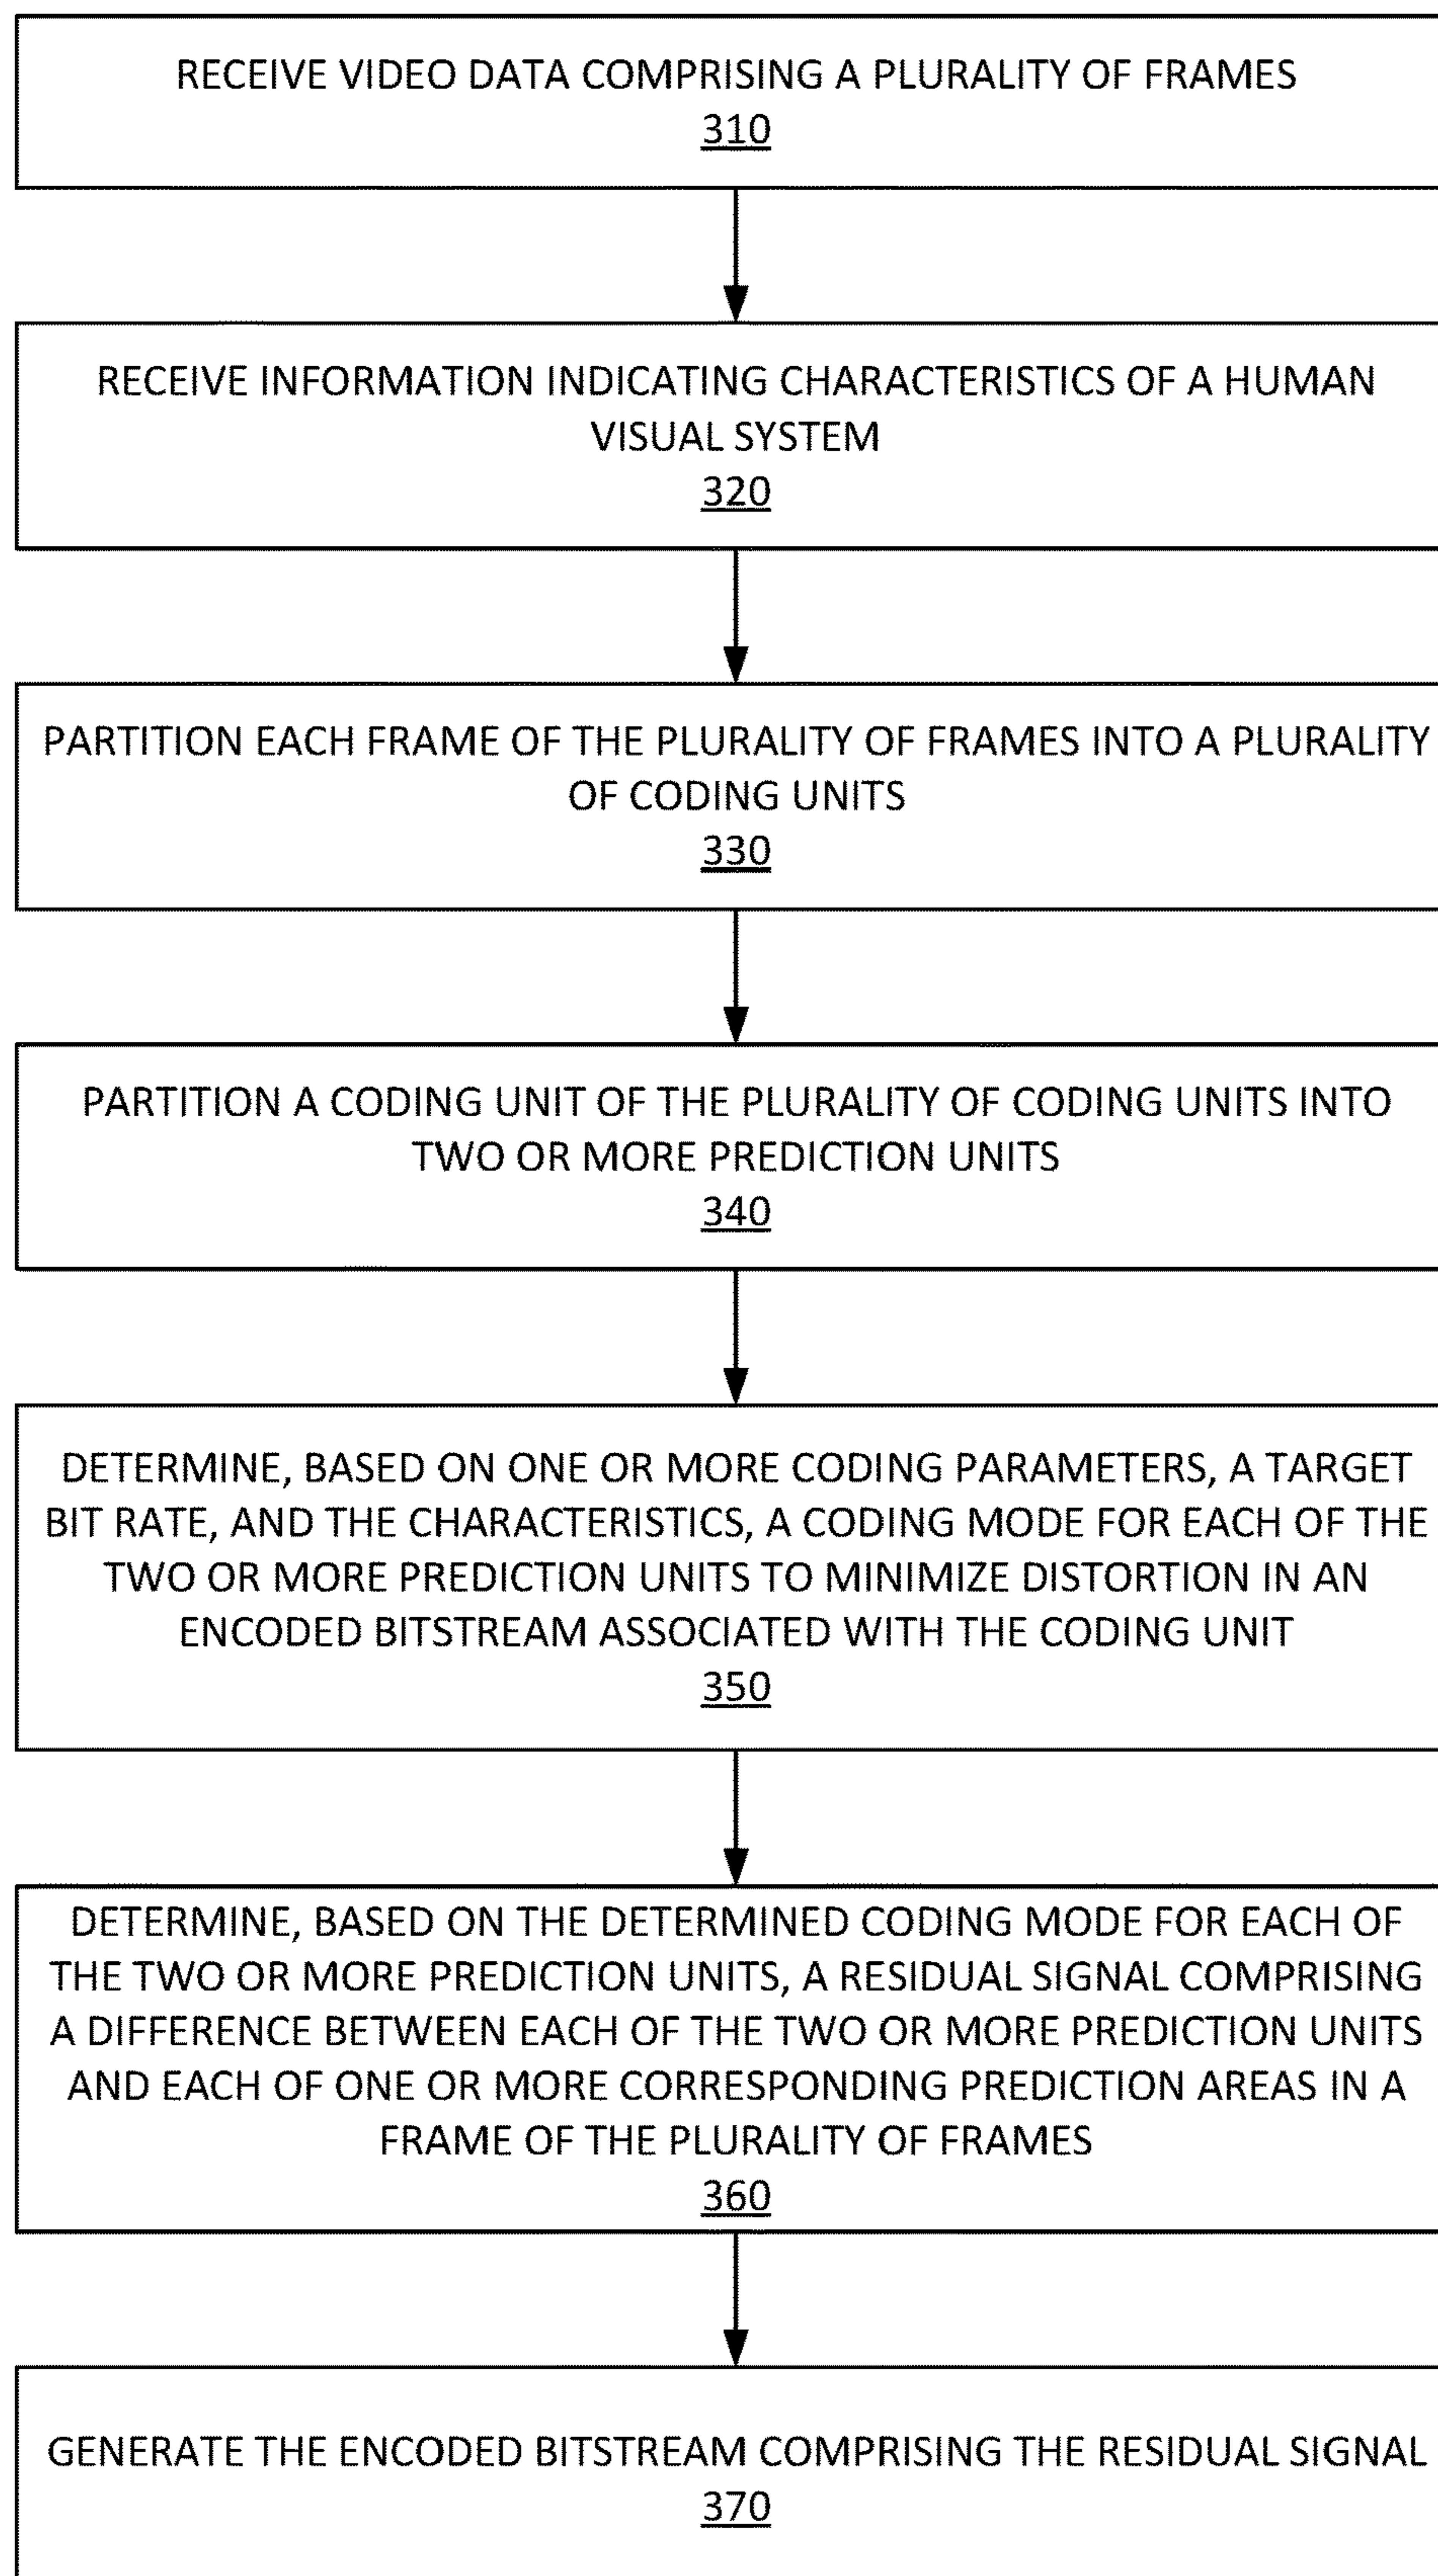 RECEIVE VIDEO DATA COMPRISING A PLURALITY OF FRAMES
310
RECEIVE INFORMATION INDICATING CHARACTERISTICS OF A HUMAN
VISUAL SYSTEM
320
PARTITION EACH FRAME OF THE PLURALITY OF FRAMES INTO A PLURALITY
OF CODING UNITS
330
PARTITION A CODING UNIT OF THE PLURALITY OF CODING UNITS INTO
TWO OR MORE PREDICTION UNITS
340
DETERMINE, BASED ON ONE OR MORE CODING PARAMETERS, A TARGET
BIT RATE, AND THE CHARACTERISTICS, A CODING MODE FOR EACH OF THE
TWO OR MORE PREDICTION UNITS TO MINIMIZE DISTORTION IN AN
ENCODED BITSTREAM ASSOCIATED WITH THE CODING UNIT
350
DETERMINE, BASED ON THE DETERMINED CODING MODE FOR EACH OF
THE TWO OR MORE PREDICTION UNITS, A RESIDUAL SIGNAL COMPRISING
A DIFFERENCE BETWEEN EACH OF THE TWO OR MORE PREDICTION UNITS
AND EACH OF ONE OR MORE CORRESPONDING PREDICTION AREAS IN A
FRAME OF THE PLURALITY OF FRAMES
360
GENERATE THE ENCODED BITSTREAM COMPRISING THE RESIDUAL SIGNAL
370